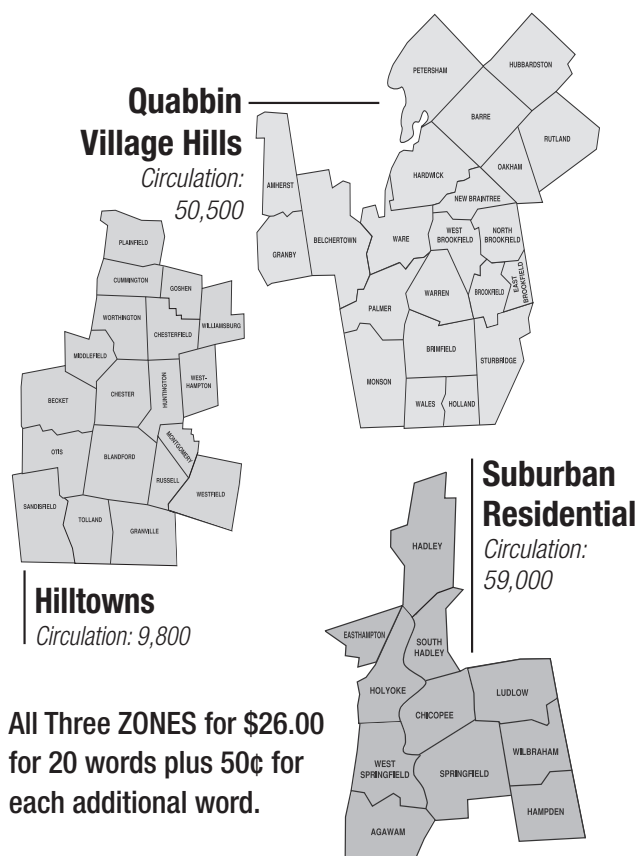 Quabbin
Village Hills
Circulation:
50,500
PETERSHAM
HUBBARDSTON
BARRE
RUTLAND
OAKHAM
HARDWICK
NEW BRAINTREE
AMHERST
BELCHERTOWN
GRANBY
WARE
WEST
BROOKFIELD
NORTH
BROOKFIELD
EAST
BROOKFIELD
BROOKFIELD
WARREN
PALMER
BRIMFIELD
STURBRIDGE
MONSON
WALES
HOLLAND
PLAINFIELD
CUMMINGTON
GOSHEN
WORTHINGTON
CHESTERFIELD
WILLIAMSBURG
MIDDLEFIELD
WEST-
HAMPTON
HUNTINGTON
CHESTER
BECKET
OTIS
BLANDFORD
MONTGOMERY
RUSSELL
WESTFIELD
SANDISFIELD
TOLLAND
GRANVILLE
Hilltowns
Circulation: 9,800
Suburban
Residential
Circulation:
59,000
HADLEY
EASTHAMPTON
SOUTH
HADLEY
HOLYOKE
CHICOPEE
LUDLOW
WEST
SPRINGFIELD
SPRINGFIELD
WILBRAHAM
HAMPDEN
AGAWAM
All Three ZONES for $26.00
for 20 words plus 50¢ for
each additional word.